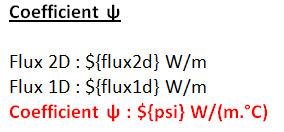 Coefficient ψ
Flux 2D : ${flux2d} W/m
Flux 1D : ${flux1d} W/m
Coefficient ψ : ${psi} W/(m.°C)